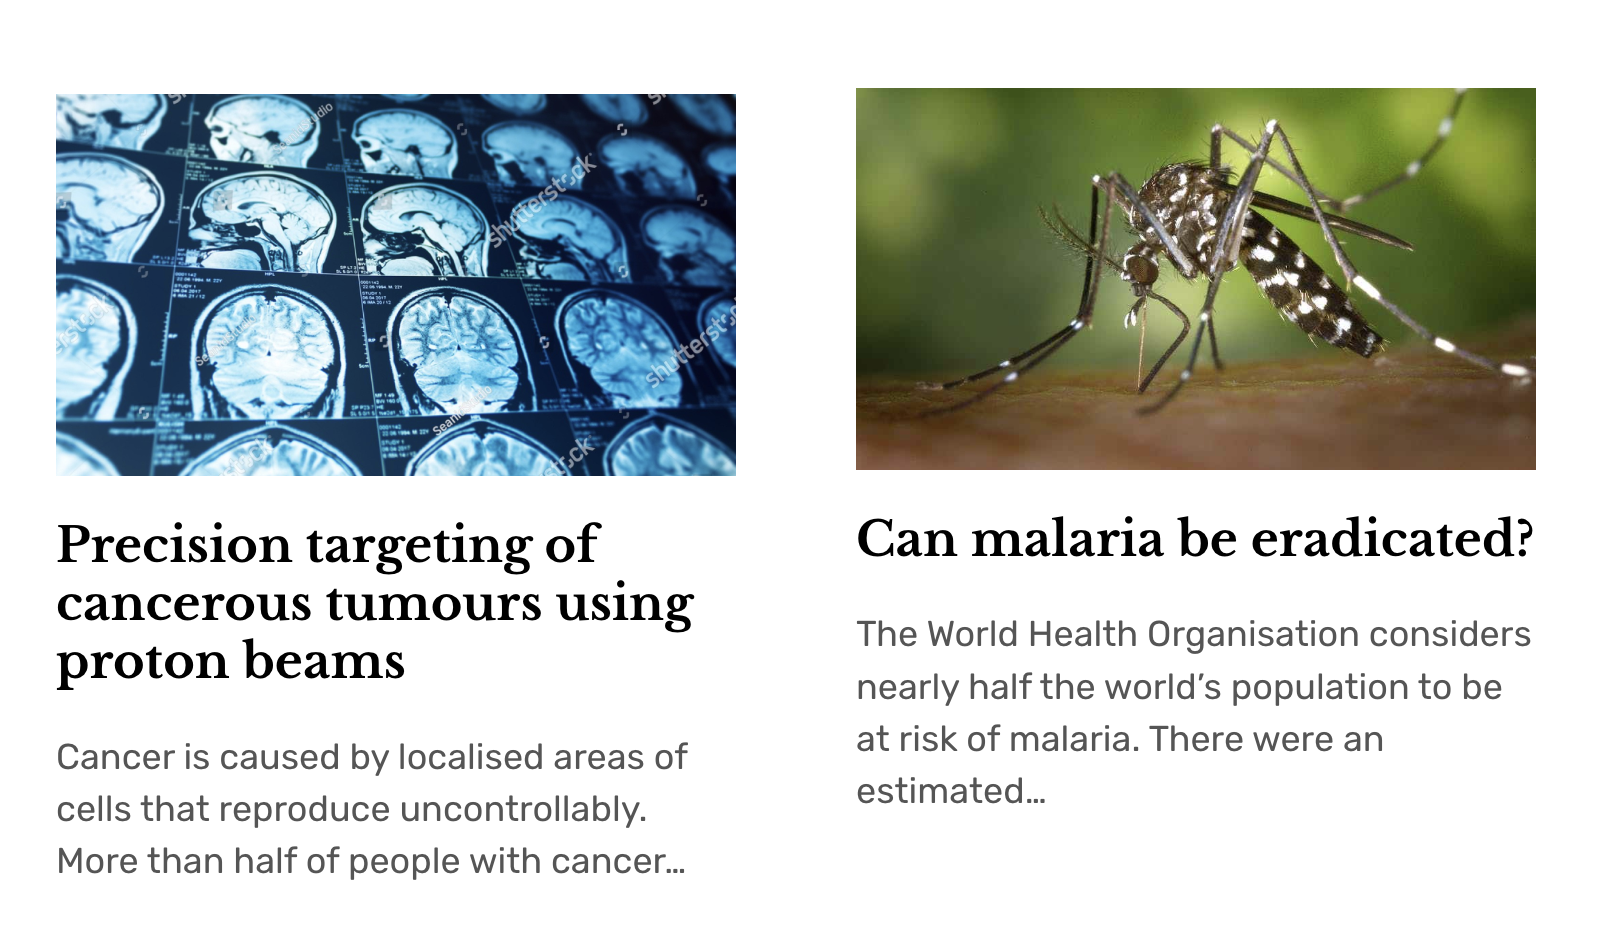 shutterstock
shutterstock
Precision targeting of
cancerous tumours using
proton beams
Cancer is caused by localised areas of
cells that reproduce uncontrollably.
More than half of people with cancer…
Can malaria be eradicated?
The World Health Organisation considers
nearly half the world’s population to be
at risk of malaria. There were an
estimated…